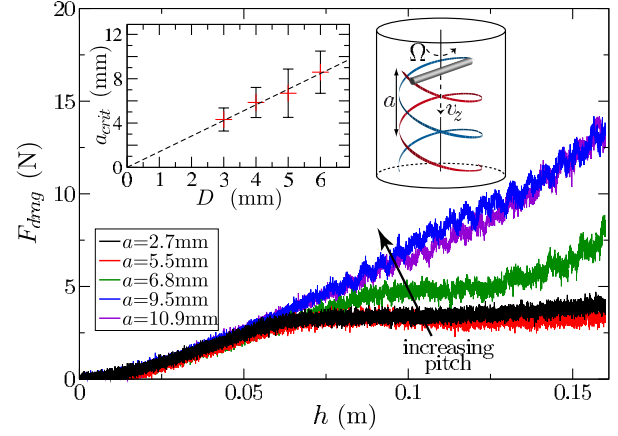 20
15
10
5
0
F_drag (N)
0
0.05
0.1
0.15
h (m)
12
8
4
0
a_crit (mm)
0
1
2
3
4
5
6
D (mm)
Ω
a
v_z
a=2.7mm
a=5.5mm
a=6.8mm
a=9.5mm
a=10.9mm
increasing
pitch